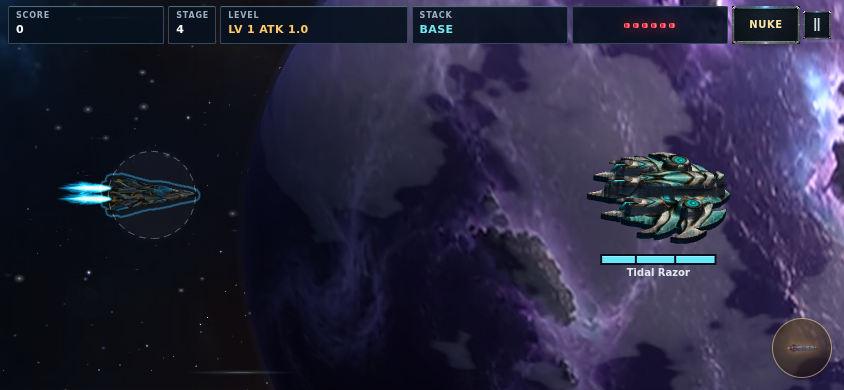 SCORE
0
STAGE
4
LEVEL
LV 1 ATK 1.0
STACK
BASE
NUKE
Tidal Razor